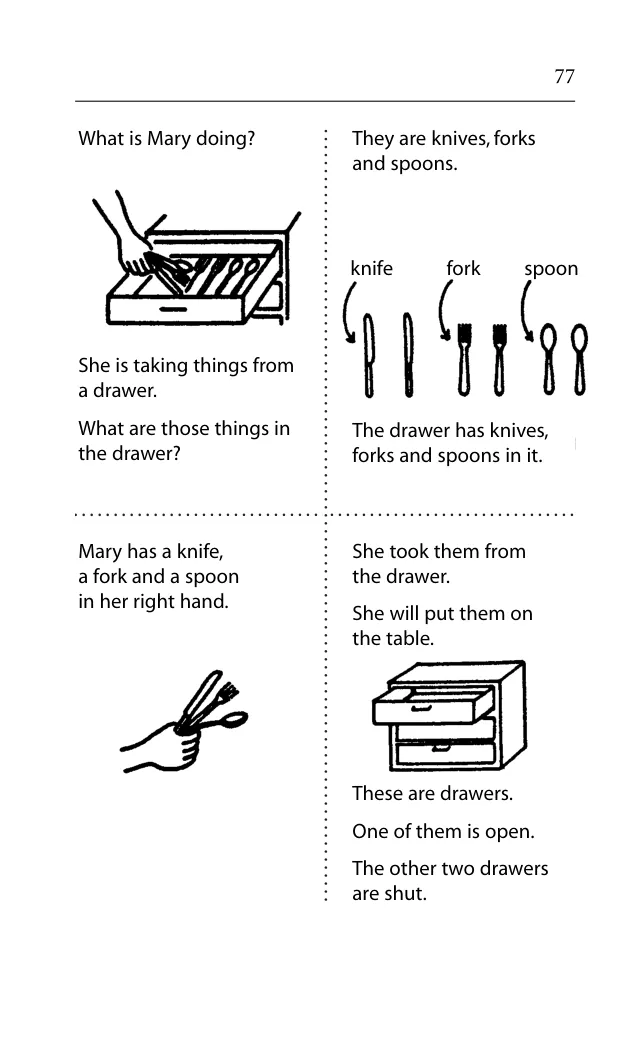 77
What is Mary doing?
She is taking things from
a drawer.
What are those things in
the drawer?
They are knives, forks
and spoons.
knife fork spoon
The drawer has knives,
forks and spoons in it.
Mary has a knife,
a fork and a spoon
in her right hand.
She took them from
the drawer.
She will put them on
the table.
These are drawers.
One of them is open.
The other two drawers
are shut.